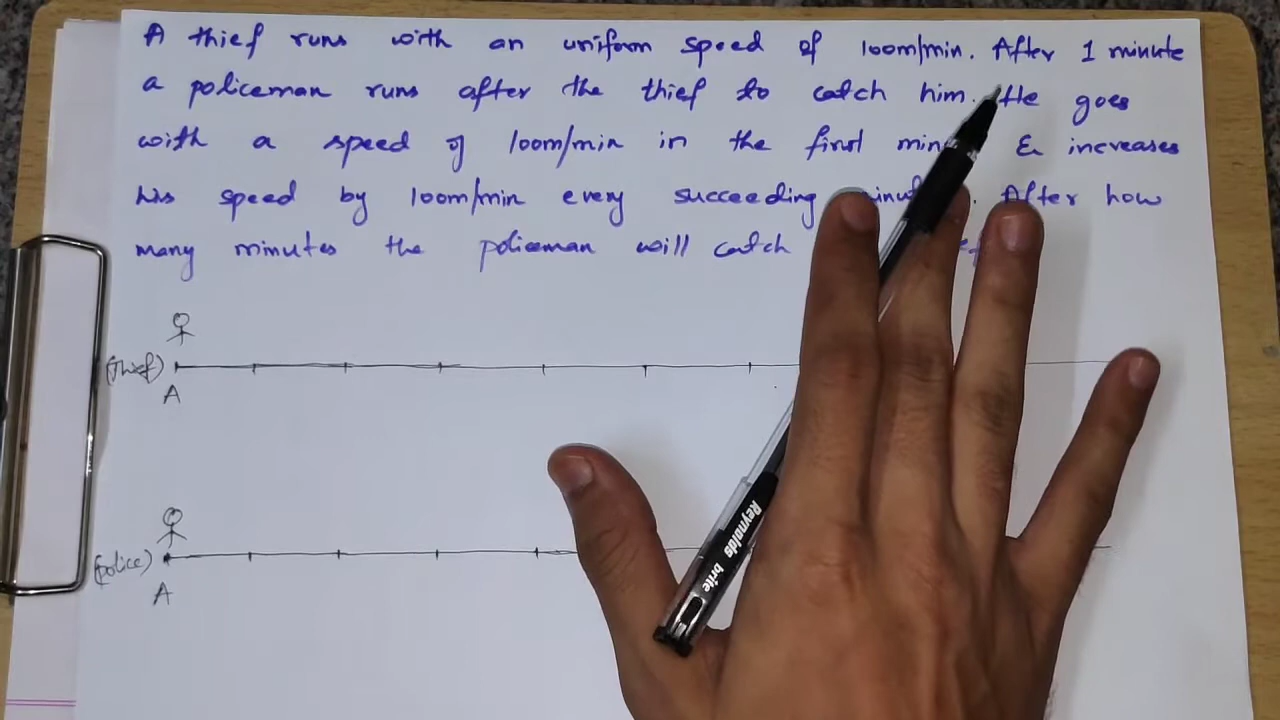 A thief runs with an uniform speed of 100m/min. After 1 minute
a policeman runs after the thief to catch him. He goes
with a speed of 100m/min in the first & increases
his speed by 100m/min every succeeding After how
many minutes the policeman will catch
(Thief)
A
(police)
A
Reynolds brite